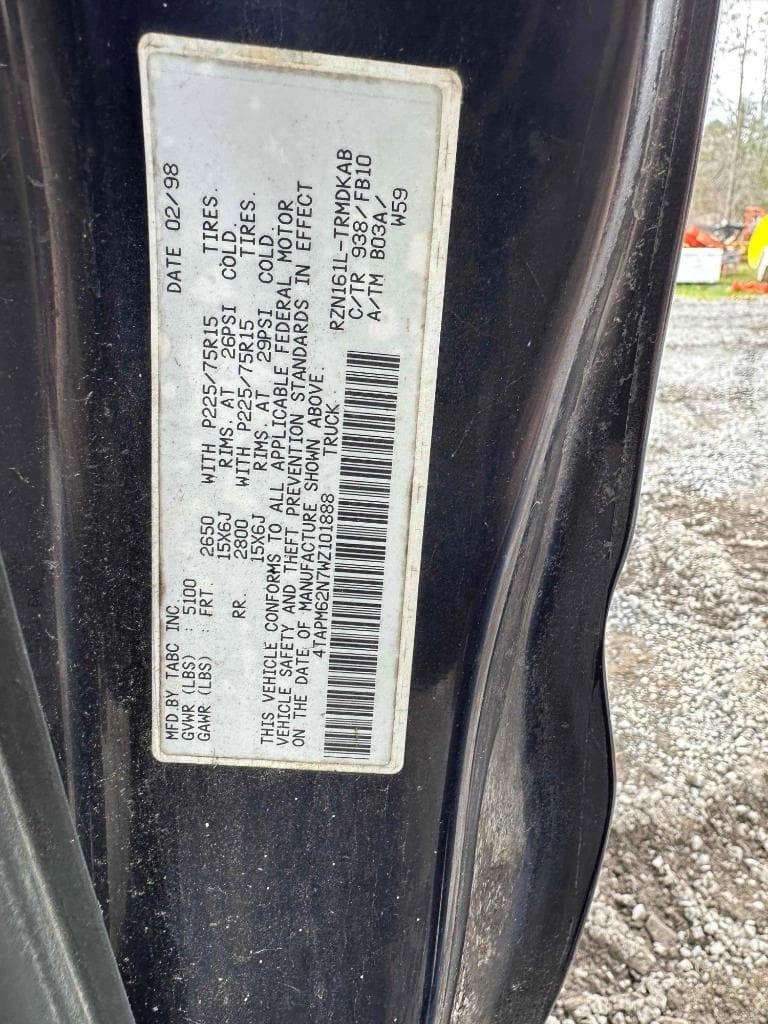 MFD.BY TABC INC. DATE 02/98
GVWR (LBS) : 5100
GAWR (LBS) : FRT. 2650 WITH P225/75R15 TIRES.
15X6J RIMS. AT 26PSI COLD.
RR. 2800 WITH P225/75R15 TIRES.
15X6J RIMS. AT 29PSI COLD.
THIS VEHICLE CONFORMS TO ALL APPLICABLE FEDERAL MOTOR
VEHICLE SAFETY AND THEFT PREVENTION STANDARDS IN EFFECT
ON THE DATE OF MANUFACTURE SHOWN ABOVE.
4TAPM62N7WZ101888 TRUCK.
RZN161L-TRMDKAB
C/TR 938/FB10
A/TM B03A/
W59